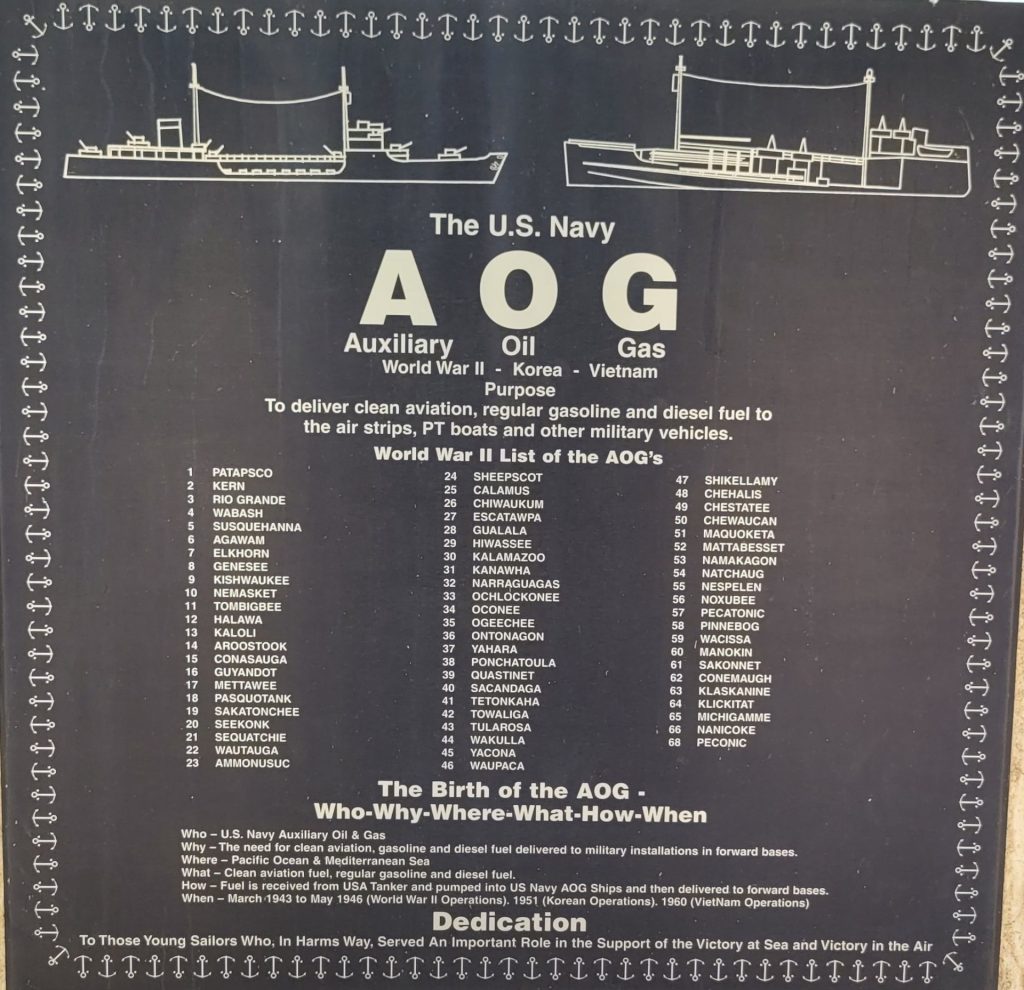 The U.S. Navy
A O G
Auxiliary Oil Gas
World War II - Korea - Vietnam
Purpose
To deliver clean aviation, regular gasoline and diesel fuel to
the air strips, PT boats and other military vehicles.
World War II List of the AOG's
1 PATAPSCO
2 KERN
3 RIO GRANDE
4 WABASH
5 SUSQUEHANNA
6 AGAWAM
7 ELKHORN
8 GENESEE
9 KISHWAUKEE
10 NEMASKET
11 TOMBIGBEE
12 HALAWA
13 KALOLI
14 AROOSTOOK
15 CONASAUGA
16 GUYANDOT
17 METTAWEE
18 PASQUOTANK
19 SAKATONCHEE
20 SEEKONK
21 SEQUATCHIE
22 WAUTAUGA
23 AMMONUSUC
24 SHEEPSCOT
25 CALAMUS
26 CHIWAUKUM
27 ESCATAWPA
28 GUALALA
29 HIWASSEE
30 KALAMAZOO
31 KANAWHA
32 NARRAGUAGAS
33 OCHLOCKONEE
34 OCONEE
35 OGEECHEE
36 ONTONAGON
37 YAHARA
38 PONCHATOULA
39 QUASTINET
40 SACANDAGA
41 TETONKAHA
42 TOWALIGA
43 TULAROSA
44 WAKULLA
45 YACONA
46 WAUPACA
47 SHIKELLAMY
48 CHEHALIS
49 CHESTATEE
50 CHEWAUCAN
51 MAQUOKETA
52 MATTABESSET
53 NAMAKAGON
54 NATCHAUG
55 NESPELEN
56 NOXUBEE
57 PECATONIC
58 PINNEBOG
59 WACISSA
60 MANOKIN
61 SAKONNET
62 CONEMAUGH
63 KLASKANINE
64 KLICKITAT
65 MICHIGAMME
66 NANICOKE
68 PECONIC
The Birth of the AOG -
Who-Why-Where-What-How-When
Who – U.S. Navy Auxiliary Oil & Gas
Why – The need for clean aviation, gasoline and diesel fuel delivered to military installations in forward bases.
Where – Pacific Ocean & Mediterranean Sea
What – Clean aviation fuel, regular gasoline and diesel fuel.
How – Fuel is received from USA Tanker and pumped into US Navy AOG Ships and then delivered to forward bases.
When – March 1943 to May 1946 (World War II Operations). 1951 (Korean Operations). 1960 (VietNam Operations)
Dedication
To Those Young Sailors Who, In Harms Way, Served An Important Role in the Support of the Victory at Sea and Victory in the Air